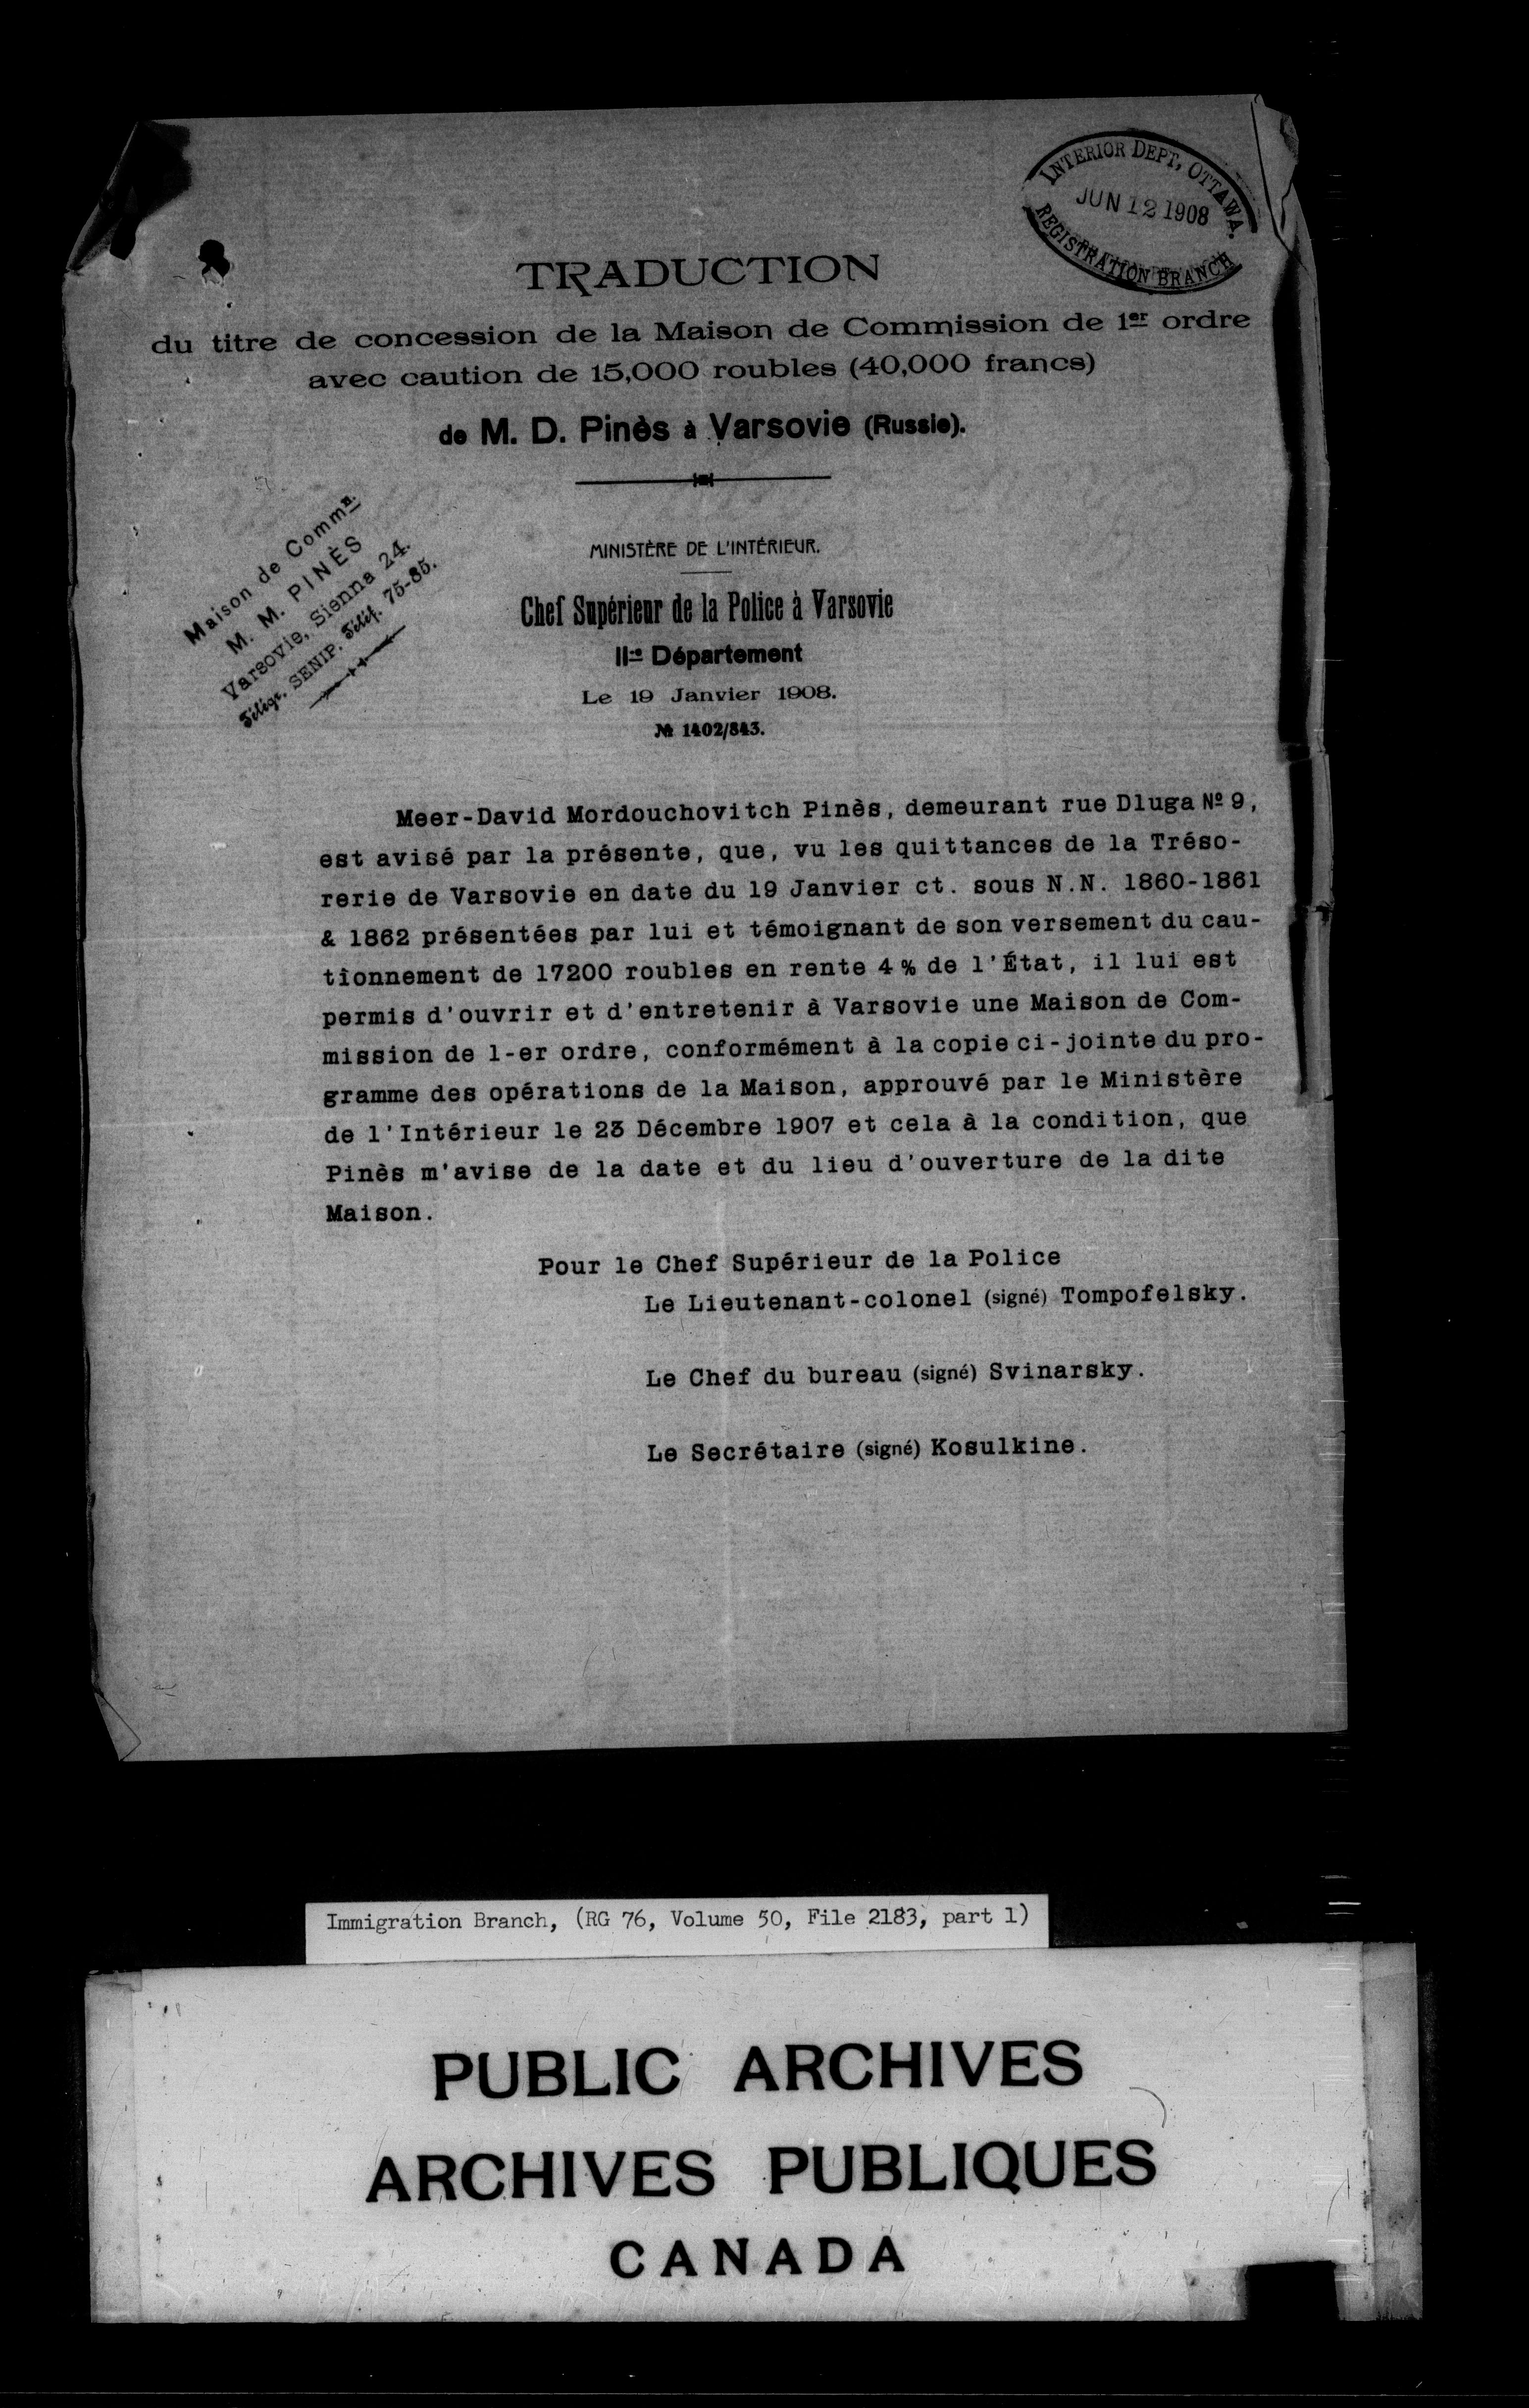 INTERIOR DEPT, OTTAWA.
JUN 12 1908
REGISTRATION BRANCH
TRADUCTION
du titre de concession de la Maison de Commission de 1er ordre
avec caution de 15,000 roubles (40,000 francs)
de M. D. Pinès à Varsovie (Russie).
Maison de Commn.
M. M. PINÈS
Varsovie, Sienna 24.
Télégr. SENIP. Télèf. 75-85.
MINISTÈRE DE L'INTÉRIEUR.
Chef Supérieur de la Police à Varsovie
II-e Département
Le 19 Janvier 1908.
№ 1402/843.
Meer-David Mordouchovitch Pinès, demeurant rue Dluga Nº 9,
est avisé par la présente, que, vu les quittances de la Tréso-
rerie de Varsovie en date du 19 Janvier ct. sous N.N. 1860-1861
& 1862 présentées par lui et témoignant de son versement du cau-
tionnement de 17200 roubles en rente 4% de l'État, il lui est
permis d'ouvrir et d'entretenir à Varsovie une Maison de Com-
mission de 1-er ordre, conformément à la copie ci-jointe du pro-
gramme des opérations de la Maison, approuvé par le Ministère
de l'Intérieur le 23 Décembre 1907 et cela à la condition, que
Pinès m'avise de la date et du lieu d'ouverture de la dite
Maison.
Pour le Chef Supérieur de la Police
Le Lieutenant-colonel (signé) Tompofelsky.
Le Chef du bureau (signé) Svinarsky.
Le Secrétaire (signé) Kosulkine.
Immigration Branch, (RG 76, Volume 50, File 2183, part 1)
PUBLIC ARCHIVES
ARCHIVES PUBLIQUES
CANADA